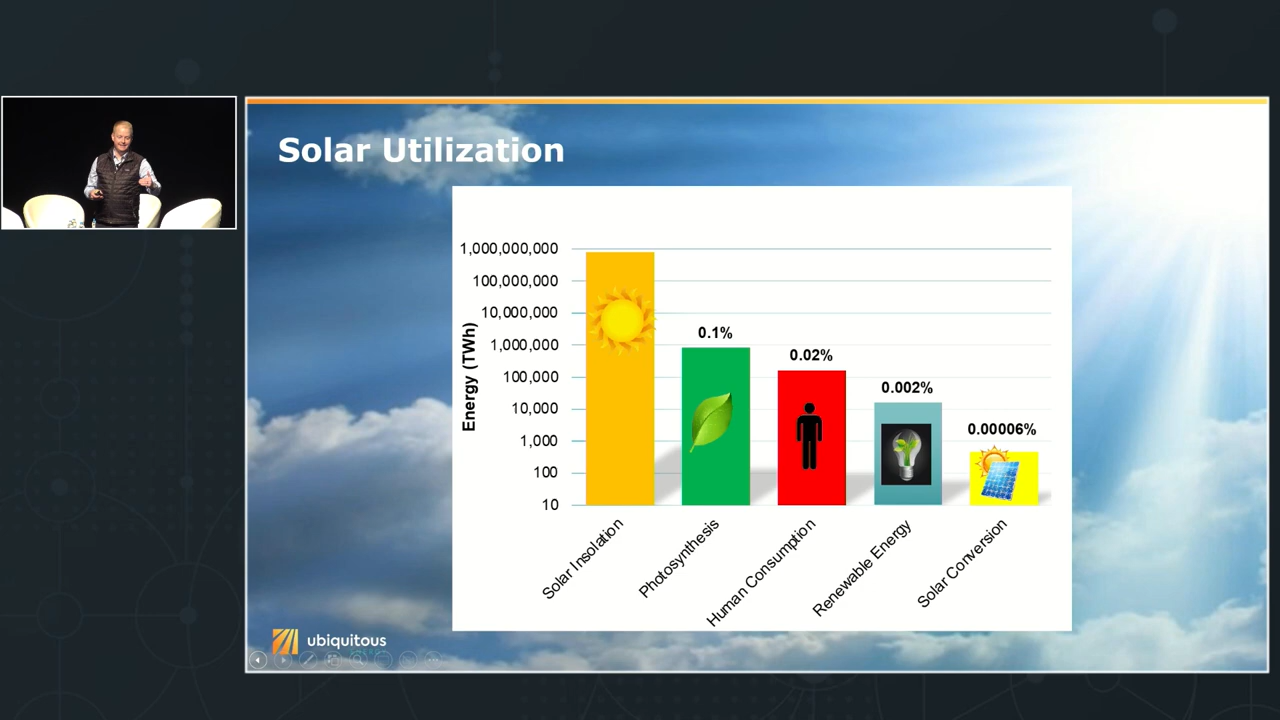 Solar Utilization
Energy (TWh)
1,000,000,000
100,000,000
10,000,000
1,000,000
100,000
10,000
1,000
100
10
0.1%
0.02%
0.002%
0.00006%
Solar Insolation
Photosynthesis
Human Consumption
Renewable Energy
Solar Conversion
ubiquitous